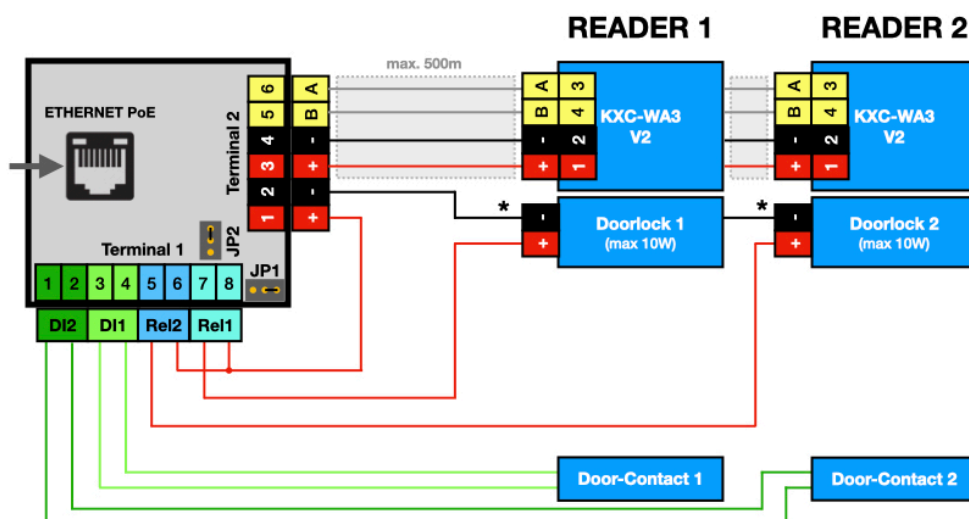 READER 1
READER 2
max. 500m
ETHERNET PoE
Terminal 2
6 A
5 B
4 -
3 +
2 -
1 +
A 3
B 4
- 2
+ 1
KXC-WA3
V2
A 3
B 4
- 2
+ 1
KXC-WA3
V2
*
-
+
Doorlock 1
(max 10W)
*
-
+
Doorlock 2
(max 10W)
JP2
Terminal 1
JP1
1 2 3 4 5 6 7 8
DI2 DI1 Rel2 Rel1
Door-Contact 1
Door-Contact 2